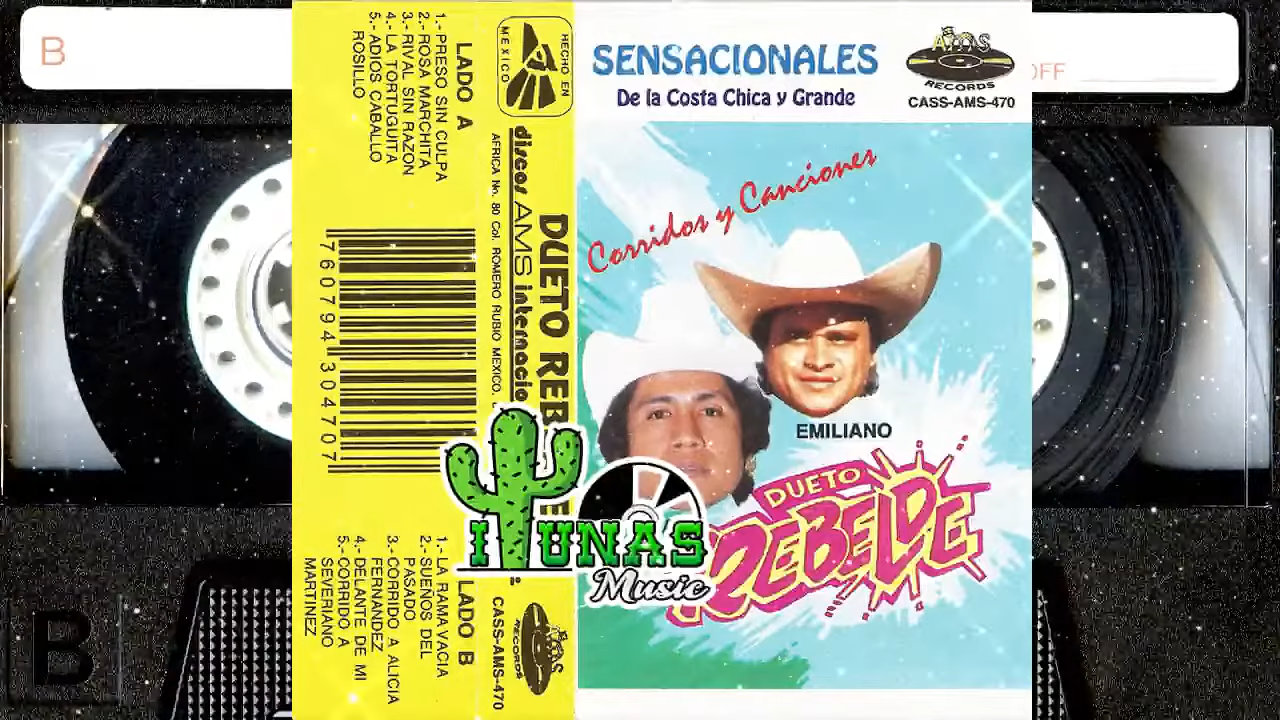 B
LADO A
1.- PRESO SIN CULPA
2.- ROSA MARCHITA
3.- RIVAL SIN RAZON
4.- LA TORTUGUITA
5.- ADIOS CABALLO
ROSILLO
HECHO EN
MEXICO
discos AMS internacio
AFRICA No. 80 Col. ROMERO RUBIO MEXICO,
DUETO REB
7 60794 30470 7
LADO B
1.- LA RAMA VACIA
2.- SUEÑOS DEL
PASADO
3.- CORRIDO A ALICIA
FERNANDEZ
4.- DELANTE DE MI
5.- CORRIDO A
SEVERIANO
MARTINEZ
AMS
RECORDS
CASS-AMS-470
SENSACIONALES
De la Costa Chica y Grande
AMS
RECORDS
CASS-AMS-470
OFF
Corridos y Canciones
EMILIANO
DUETO
REBELDE
ITUNAS
Music
B